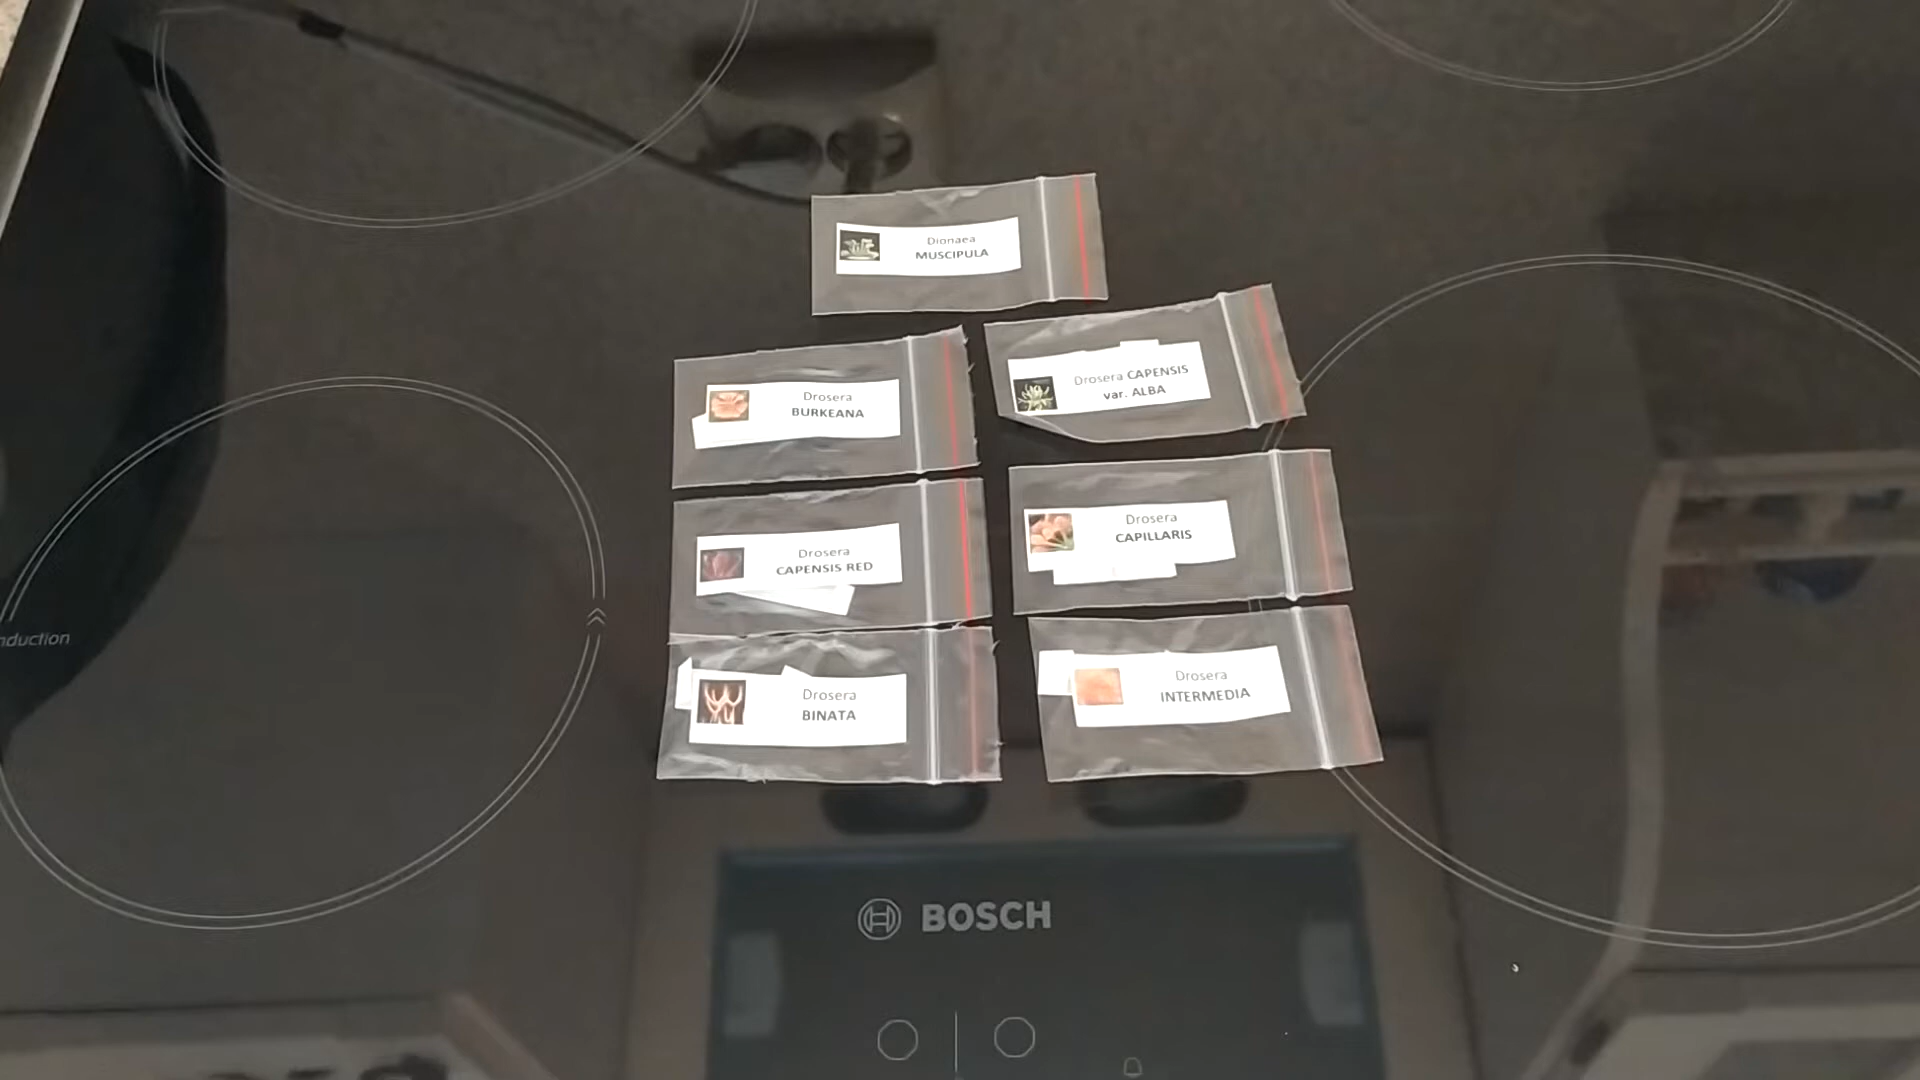 Dionaea
MUSCIPULA
Drosera
BURKEANA
Drosera CAPENSIS
var. ALBA
Drosera
CAPENSIS RED
Drosera
CAPILLARIS
Drosera
BINATA
Drosera
INTERMEDIA
nduction
BOSCH